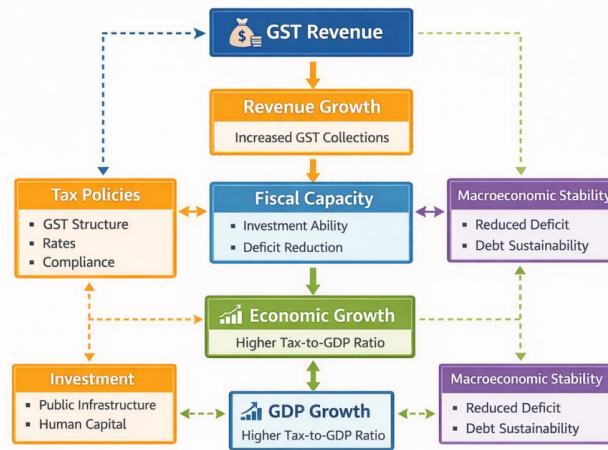 GST Revenue
Revenue Growth
Increased GST Collections
Tax Policies
▪ GST Structure
▪ Rates
▪ Compliance
Fiscal Capacity
▪ Investment Ability
▪ Deficit Reduction
Macroeconomic Stability
▪ Reduced Deficit
▪ Debt Sustainability
Economic Growth
Higher Tax-to-GDP Ratio
Investment
▪ Public Infrastructure
▪ Human Capital
GDP Growth
Higher Tax-to-GDP Ratio
Macroeconomic Stability
▪ Reduced Deficit
▪ Debt Sustainability